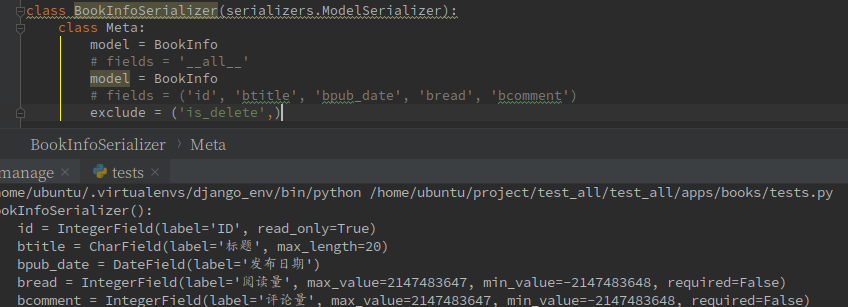 class BookInfoSerializer(serializers.ModelSerializer):
class Meta:
model = BookInfo
# fields = '__all__'
model = BookInfo
# fields = ('id', 'btitle', 'bpub_date', 'bread', 'bcomment')
exclude = ('is_delete',)
BookInfoSerializer › Meta
manage × tests ×
home/ubuntu/.virtualenvs/django_env/bin/python /home/ubuntu/project/test_all/test_all/apps/books/tests.py
ookInfoSerializer():
id = IntegerField(label='ID', read_only=True)
btitle = CharField(label='标题', max_length=20)
bpub_date = DateField(label='发布日期')
bread = IntegerField(label='阅读量', max_value=2147483647, min_value=-2147483648, required=False)
bcomment = IntegerField(label='评论量', max_value=2147483647, min_value=-2147483648, required=False)